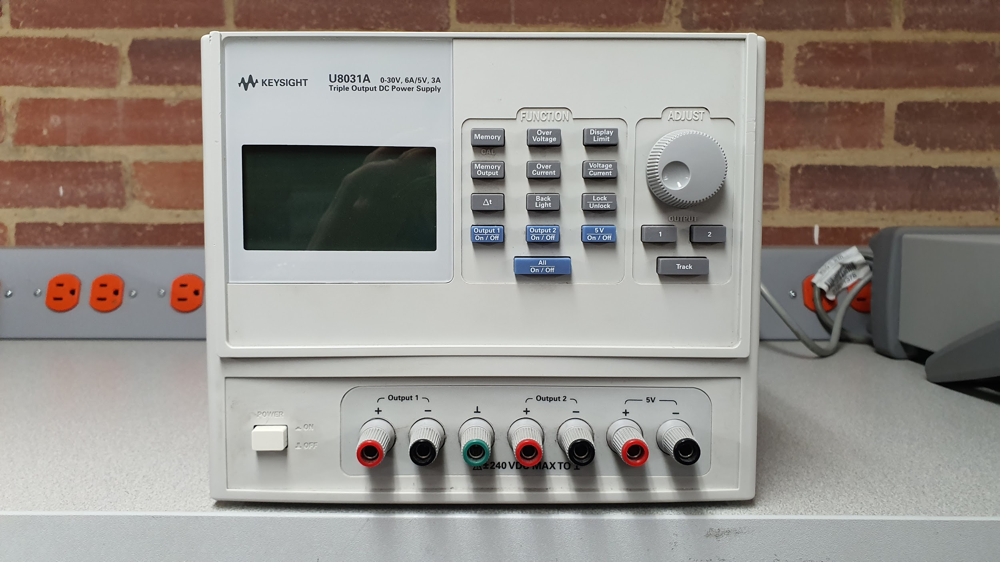 KEYSIGHT
U8031A 0-30V, 6A/5V, 3A
Triple Output DC Power Supply
FUNCTION
ADJUST
Memory
Over
Voltage
Display
Limit
CAL
Memory
Output
Over
Current
Voltage
Current
Δt
Back
Light
Lock
Unlock
Output 1
On / Off
Output 2
On / Off
5V
On / Off
All
On / Off
OUTPUT
1
2
Track
POWER
ON
OFF
Output 1
Output 2
5V
+ − ⊥ + − + −
±240 VDC MAX TO ⊥